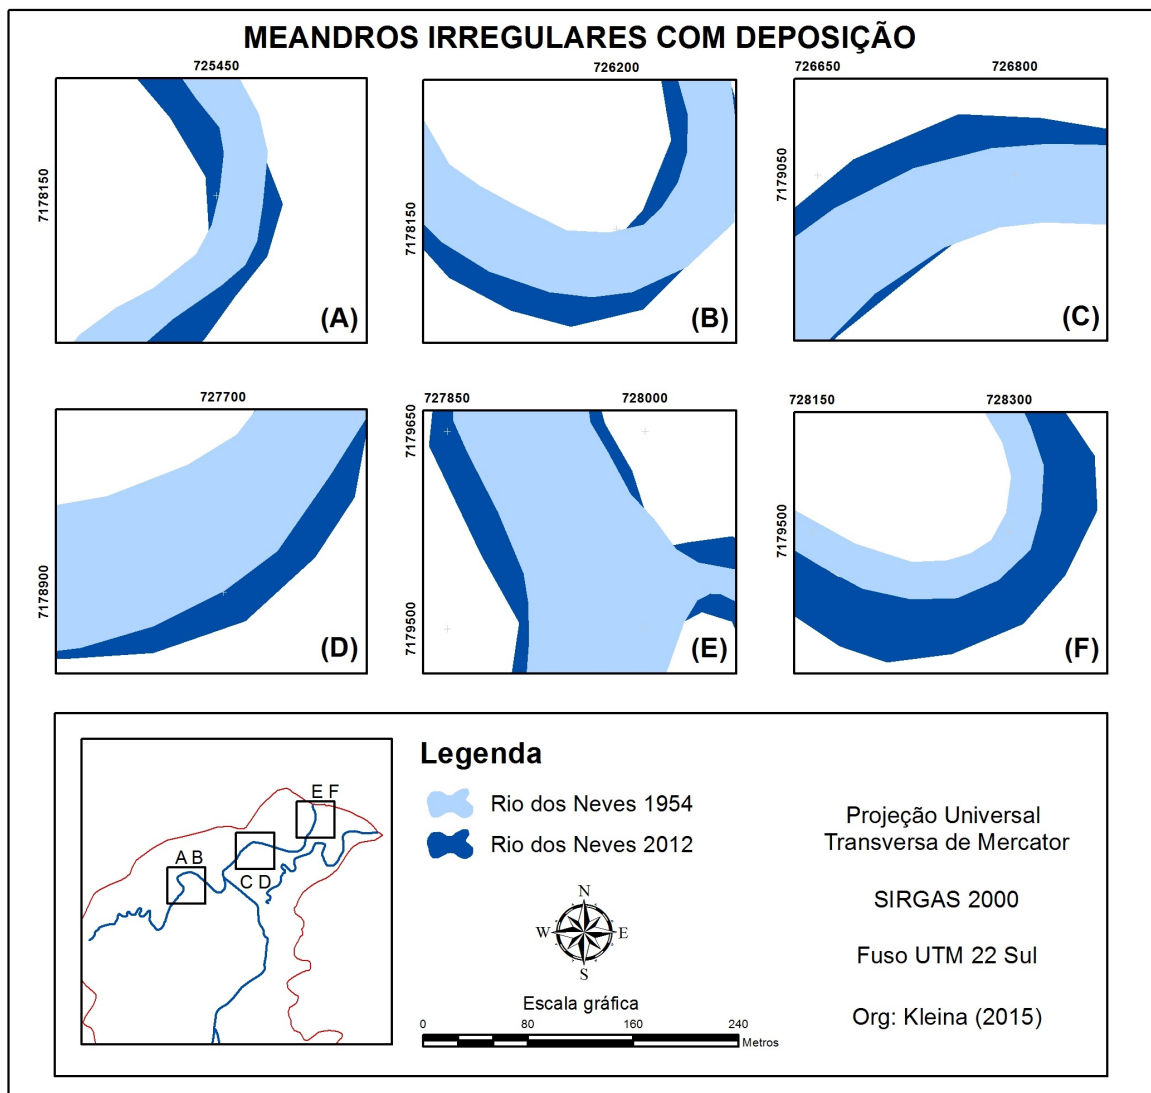 MEANDROS IRREGULARES COM DEPOSIÇÃO
725450
7178150
(A)
726200
7178150
(B)
726650 726800
7179050
(C)
727700
7178900
(D)
727850 728000
7179650
7179500
(E)
728150 728300
7179500
(F)
A B
C D
E F
Legenda
Rio dos Neves 1954
Rio dos Neves 2012
N
W E
S
Escala gráfica
0 80 160 240
Metros
Projeção Universal
Transversa de Mercator
SIRGAS 2000
Fuso UTM 22 Sul
Org: Kleina (2015)